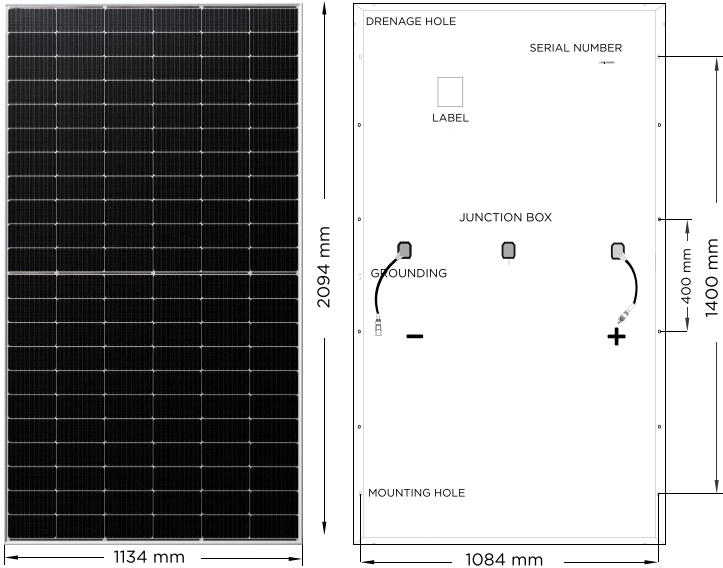 DRENAGE HOLE
SERIAL NUMBER
LABEL
JUNCTION BOX
GROUNDING
2094 mm
400 mm
1400 mm
− +
MOUNTING HOLE
1134 mm
1084 mm